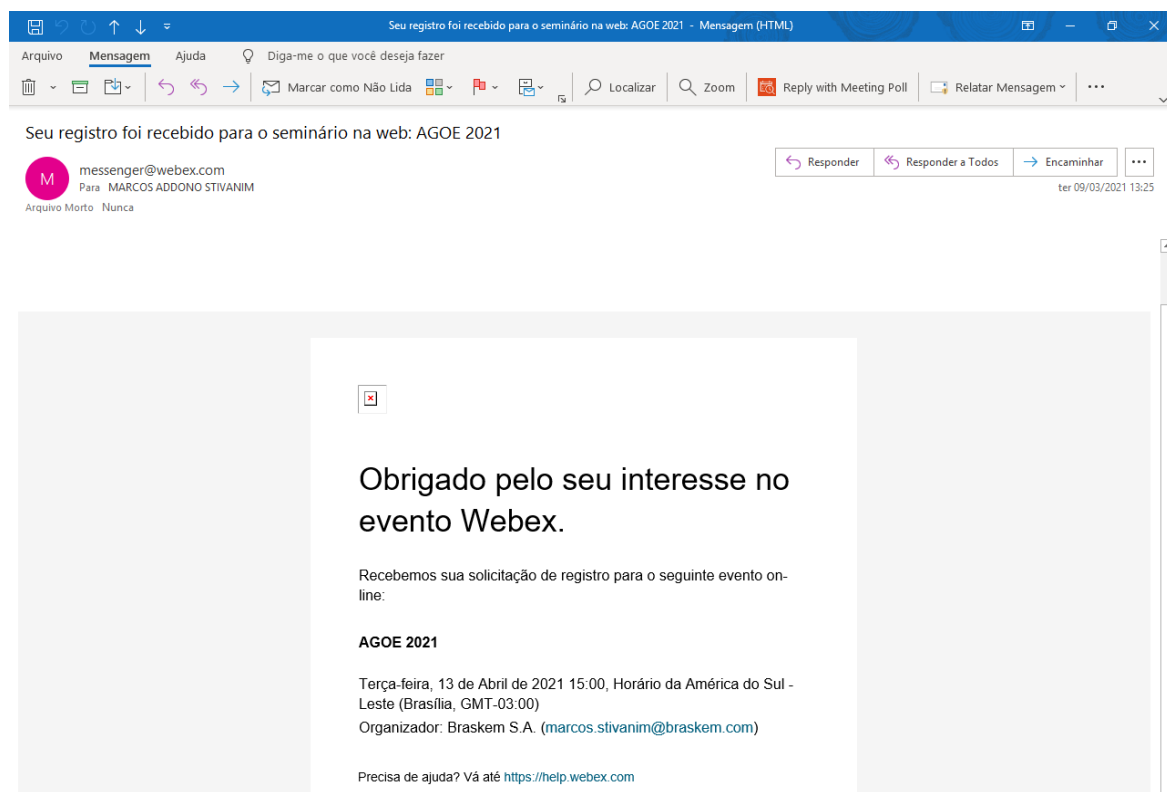 Seu registro foi recebido para o seminário na web: AGOE 2021 - Mensagem (HTML)
Arquivo Mensagem Ajuda Diga-me o que você deseja fazer
Marcar como Não Lida Localizar Zoom Reply with Meeting Poll Relatar Mensagem
Seu registro foi recebido para o seminário na web: AGOE 2021
M
messenger@webex.com
Para MARCOS ADDONO STIVANIM
Arquivo Morto Nunca
Responder Responder a Todos Encaminhar
ter 09/03/2021 13:25
Obrigado pelo seu interesse no
evento Webex.
Recebemos sua solicitação de registro para o seguinte evento on-
line:
AGOE 2021
Terça-feira, 13 de Abril de 2021 15:00, Horário da América do Sul -
Leste (Brasília, GMT-03:00)
Organizador: Braskem S.A. (marcos.stivanim@braskem.com)
Precisa de ajuda? Vá até https://help.webex.com